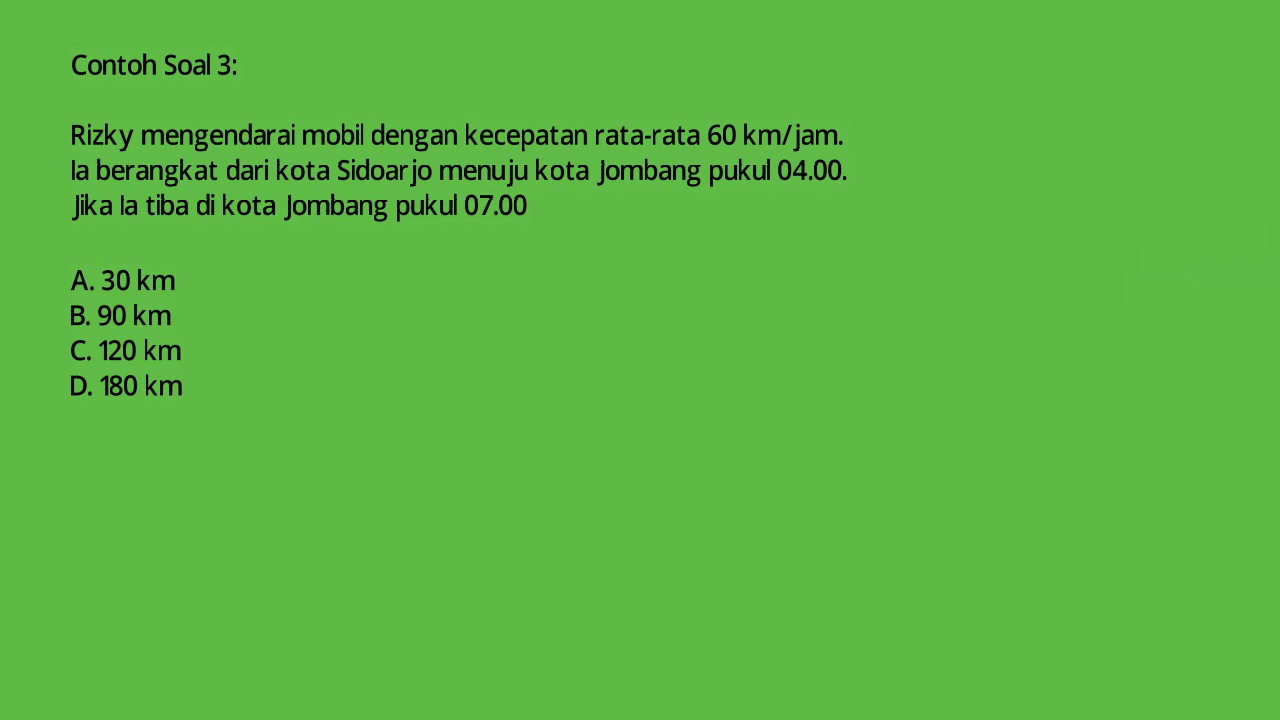 Contoh Soal 3:
Rizky mengendarai mobil dengan kecepatan rata-rata 60 km/jam.
Ia berangkat dari kota Sidoarjo menuju kota Jombang pukul 04.00.
Jika Ia tiba di kota Jombang pukul 07.00
A. 30 km
B. 90 km
C. 120 km
D. 180 km